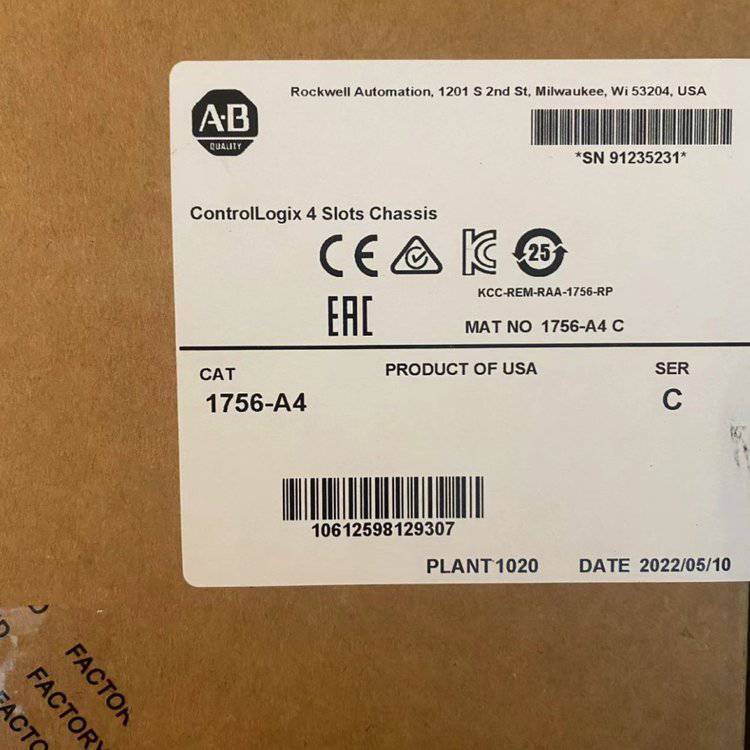 Rockwell Automation, 1201 S 2nd St, Milwaukee, Wi 53204, USA
A·B
QUALITY
*SN 91235231*
ControlLogix 4 Slots Chassis
CE
KC
25
KCC-REM-RAA-1756-RP
EAC
MAT NO 1756-A4 C
CAT
PRODUCT OF USA
SER
1756-A4
C
10612598129307
PLANT 1020
DATE 2022/05/10
FACTOR
FACTORY
FACTO